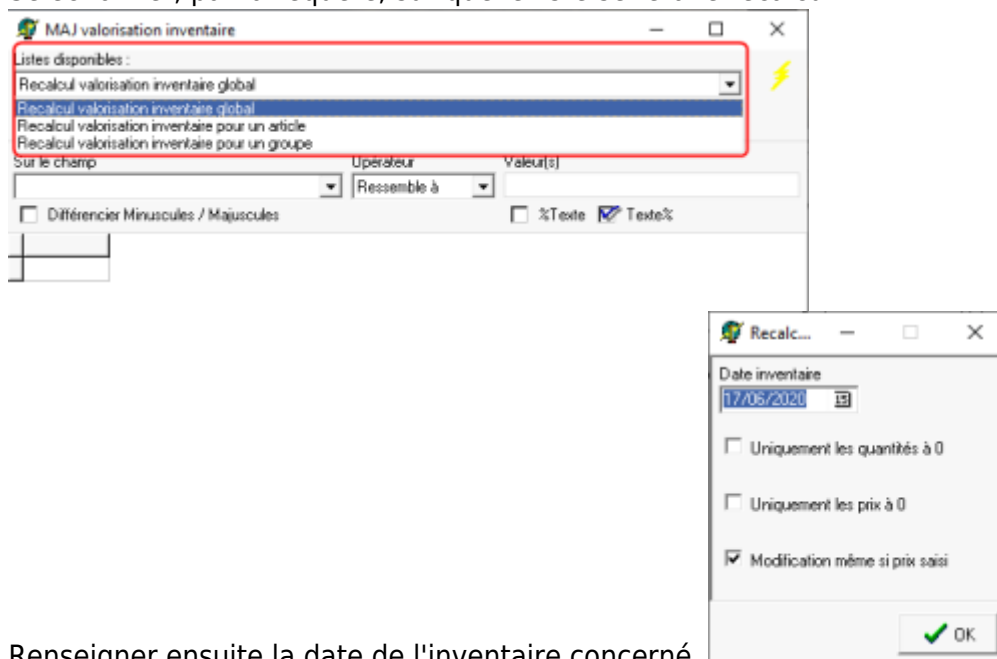 MAJ valorisation inventaire
Listes disponibles :
Recalcul valorisation inventaire global
Recalcul valorisation inventaire global
Recalcul valorisation inventaire pour un article
Recalcul valorisation inventaire pour un groupe
Sur le champ Opérateur Valeur(s)
Ressemble à
Différencier Minuscules / Majuscules %Texte Texte%
Recalc...
Date inventaire
17/06/2020 15
Uniquement les quantités à 0
Uniquement les prix à 0
Modification même si prix saisi
OK
Renseigner ensuite la date de l'inventaire concerné